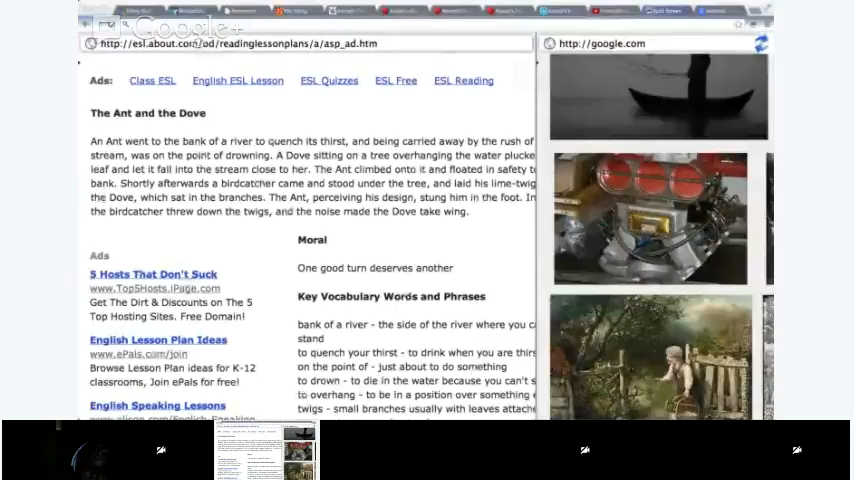 Google+
http://esl.about.com/od/readinglessonplans/a/asp_ad.htm
http://google.com
Ads: Class ESL English ESL Lesson ESL Quizzes ESL Free ESL Reading
The Ant and the Dove
An Ant went to the bank of a river to quench its thirst, and being carried away by the rush of
stream, was on the point of drowning. A Dove sitting on a tree overhanging the water plucke
leaf and let it fall into the stream close to her. The Ant climbed onto it and floated in safety t
bank. Shortly afterwards a birdcatcher came and stood under the tree, and laid his lime-twig
the Dove, which sat in the branches. The Ant, perceiving his design, stung him in the foot. In
the birdcatcher threw down the twigs, and the noise made the Dove take wing.
Moral
One good turn deserves another
Key Vocabulary Words and Phrases
bank of a river - the side of the river where you ca
stand
to quench your thirst - to drink when you are thirs
on the point of - just about to do something
to drown - to die in the water because you can't s
to overhang - to be in a position over something
twigs - small branches usually with leaves attache
Ads
5 Hosts That Don't Suck
www.Top5Hosts.iPage.com
Get The Dirt & Discounts on The 5
Top Hosting Sites. Free Domain!
English Lesson Plan Ideas
www.ePals.com/join
Browse Lesson Plan ideas for K-12
classrooms, Join ePals for free!
English Speaking Lessons